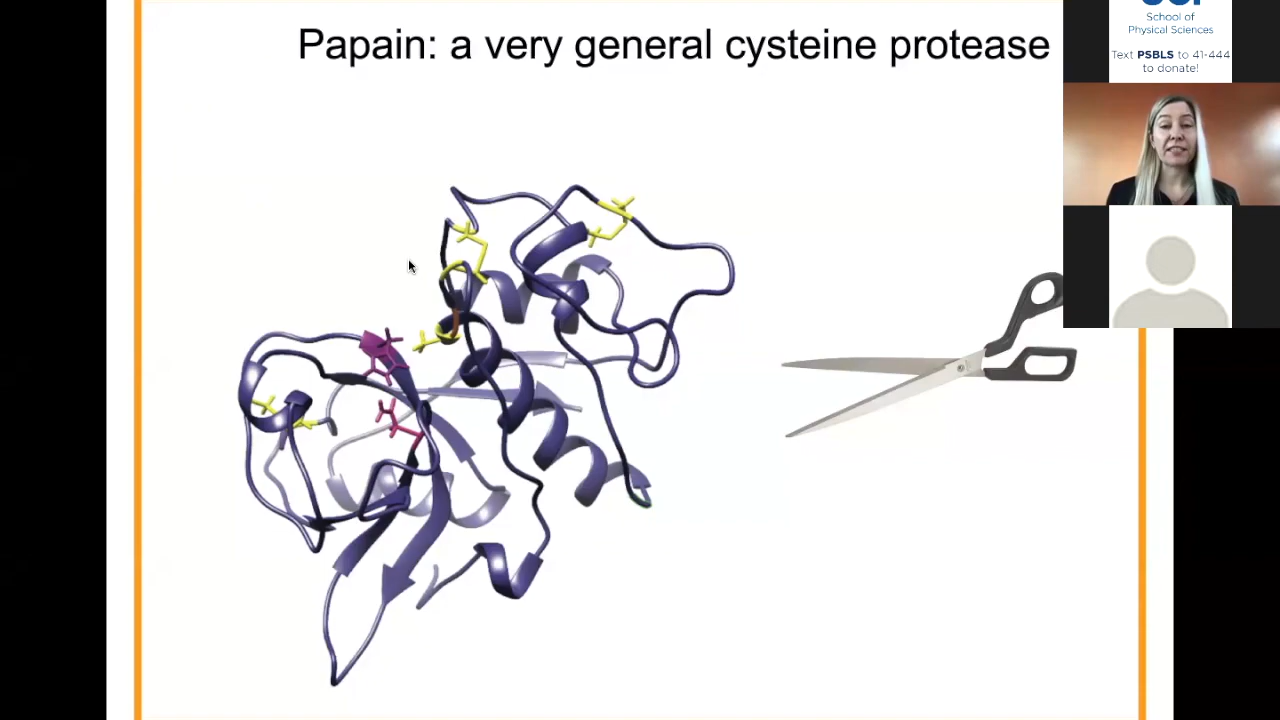 Papain: a very general cysteine protease
School of
Physical Sciences
Text PSBLS to 41-444
to donate!